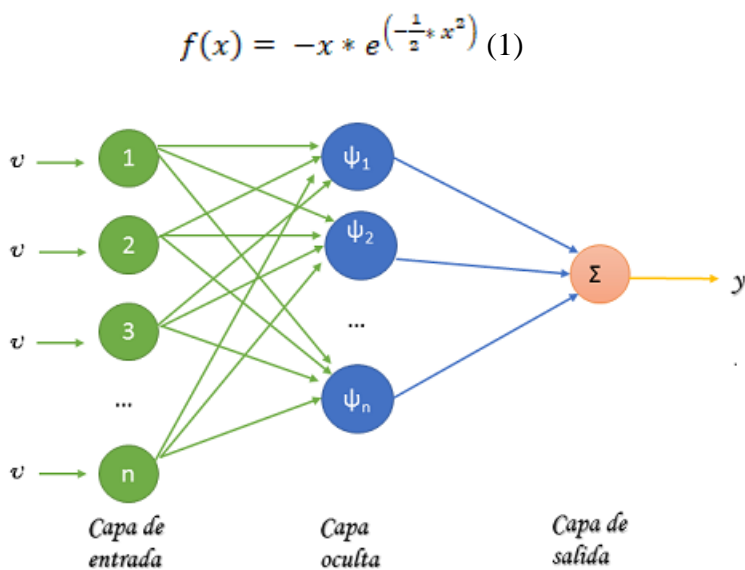 f(x) = −x * e^(−1/2 * x²) (1)
v 1 ψ₁
v 2 ψ₂
Σ y
v 3
...
...
ψₙ
v n
Capa de entrada
Capa oculta
Capa de salida